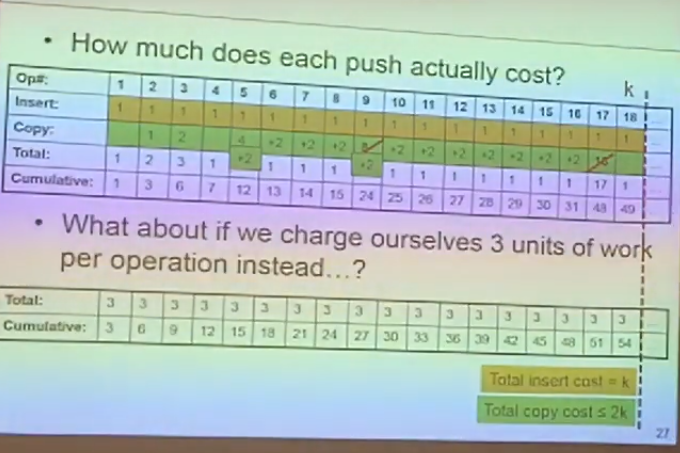 • How much does each push actually cost?
k
Op#: 1 2 3 4 5 6 7 8 9 10 11 12 13 14 15 16 17 18 ...
Insert: 1 1 1 1 1 1 1 1 1 1 1 1 1 1 1 1 1 1 ...
Copy: 1 2 4 +2 +2 +2 8 +2 +2 +2 +2 +2 +2 +2 16
+2 +2
Total: 1 2 3 1 1 1 1 1 1 1 1 1 1 1 17 1
Cumulative: 1 3 6 7 12 13 14 15 24 25 26 27 28 29 30 31 48 49
• What about if we charge ourselves 3 units of work
per operation instead...?
Total: 3 3 3 3 3 3 3 3 3 3 3 3 3 3 3 3 3 3
Cumulative: 3 6 9 12 15 18 21 24 27 30 33 36 39 42 45 48 51 54
Total insert cost = k
Total copy cost ≤ 2k
27